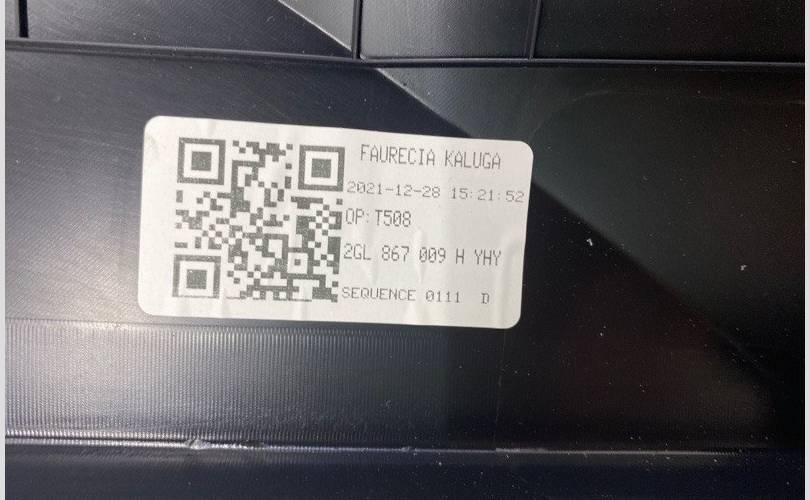 FAURECIA KALUGA
2021-12-28 15:21:52
OP:T508
2GL 867 009 H YHY
SEQUENCE 0111 D